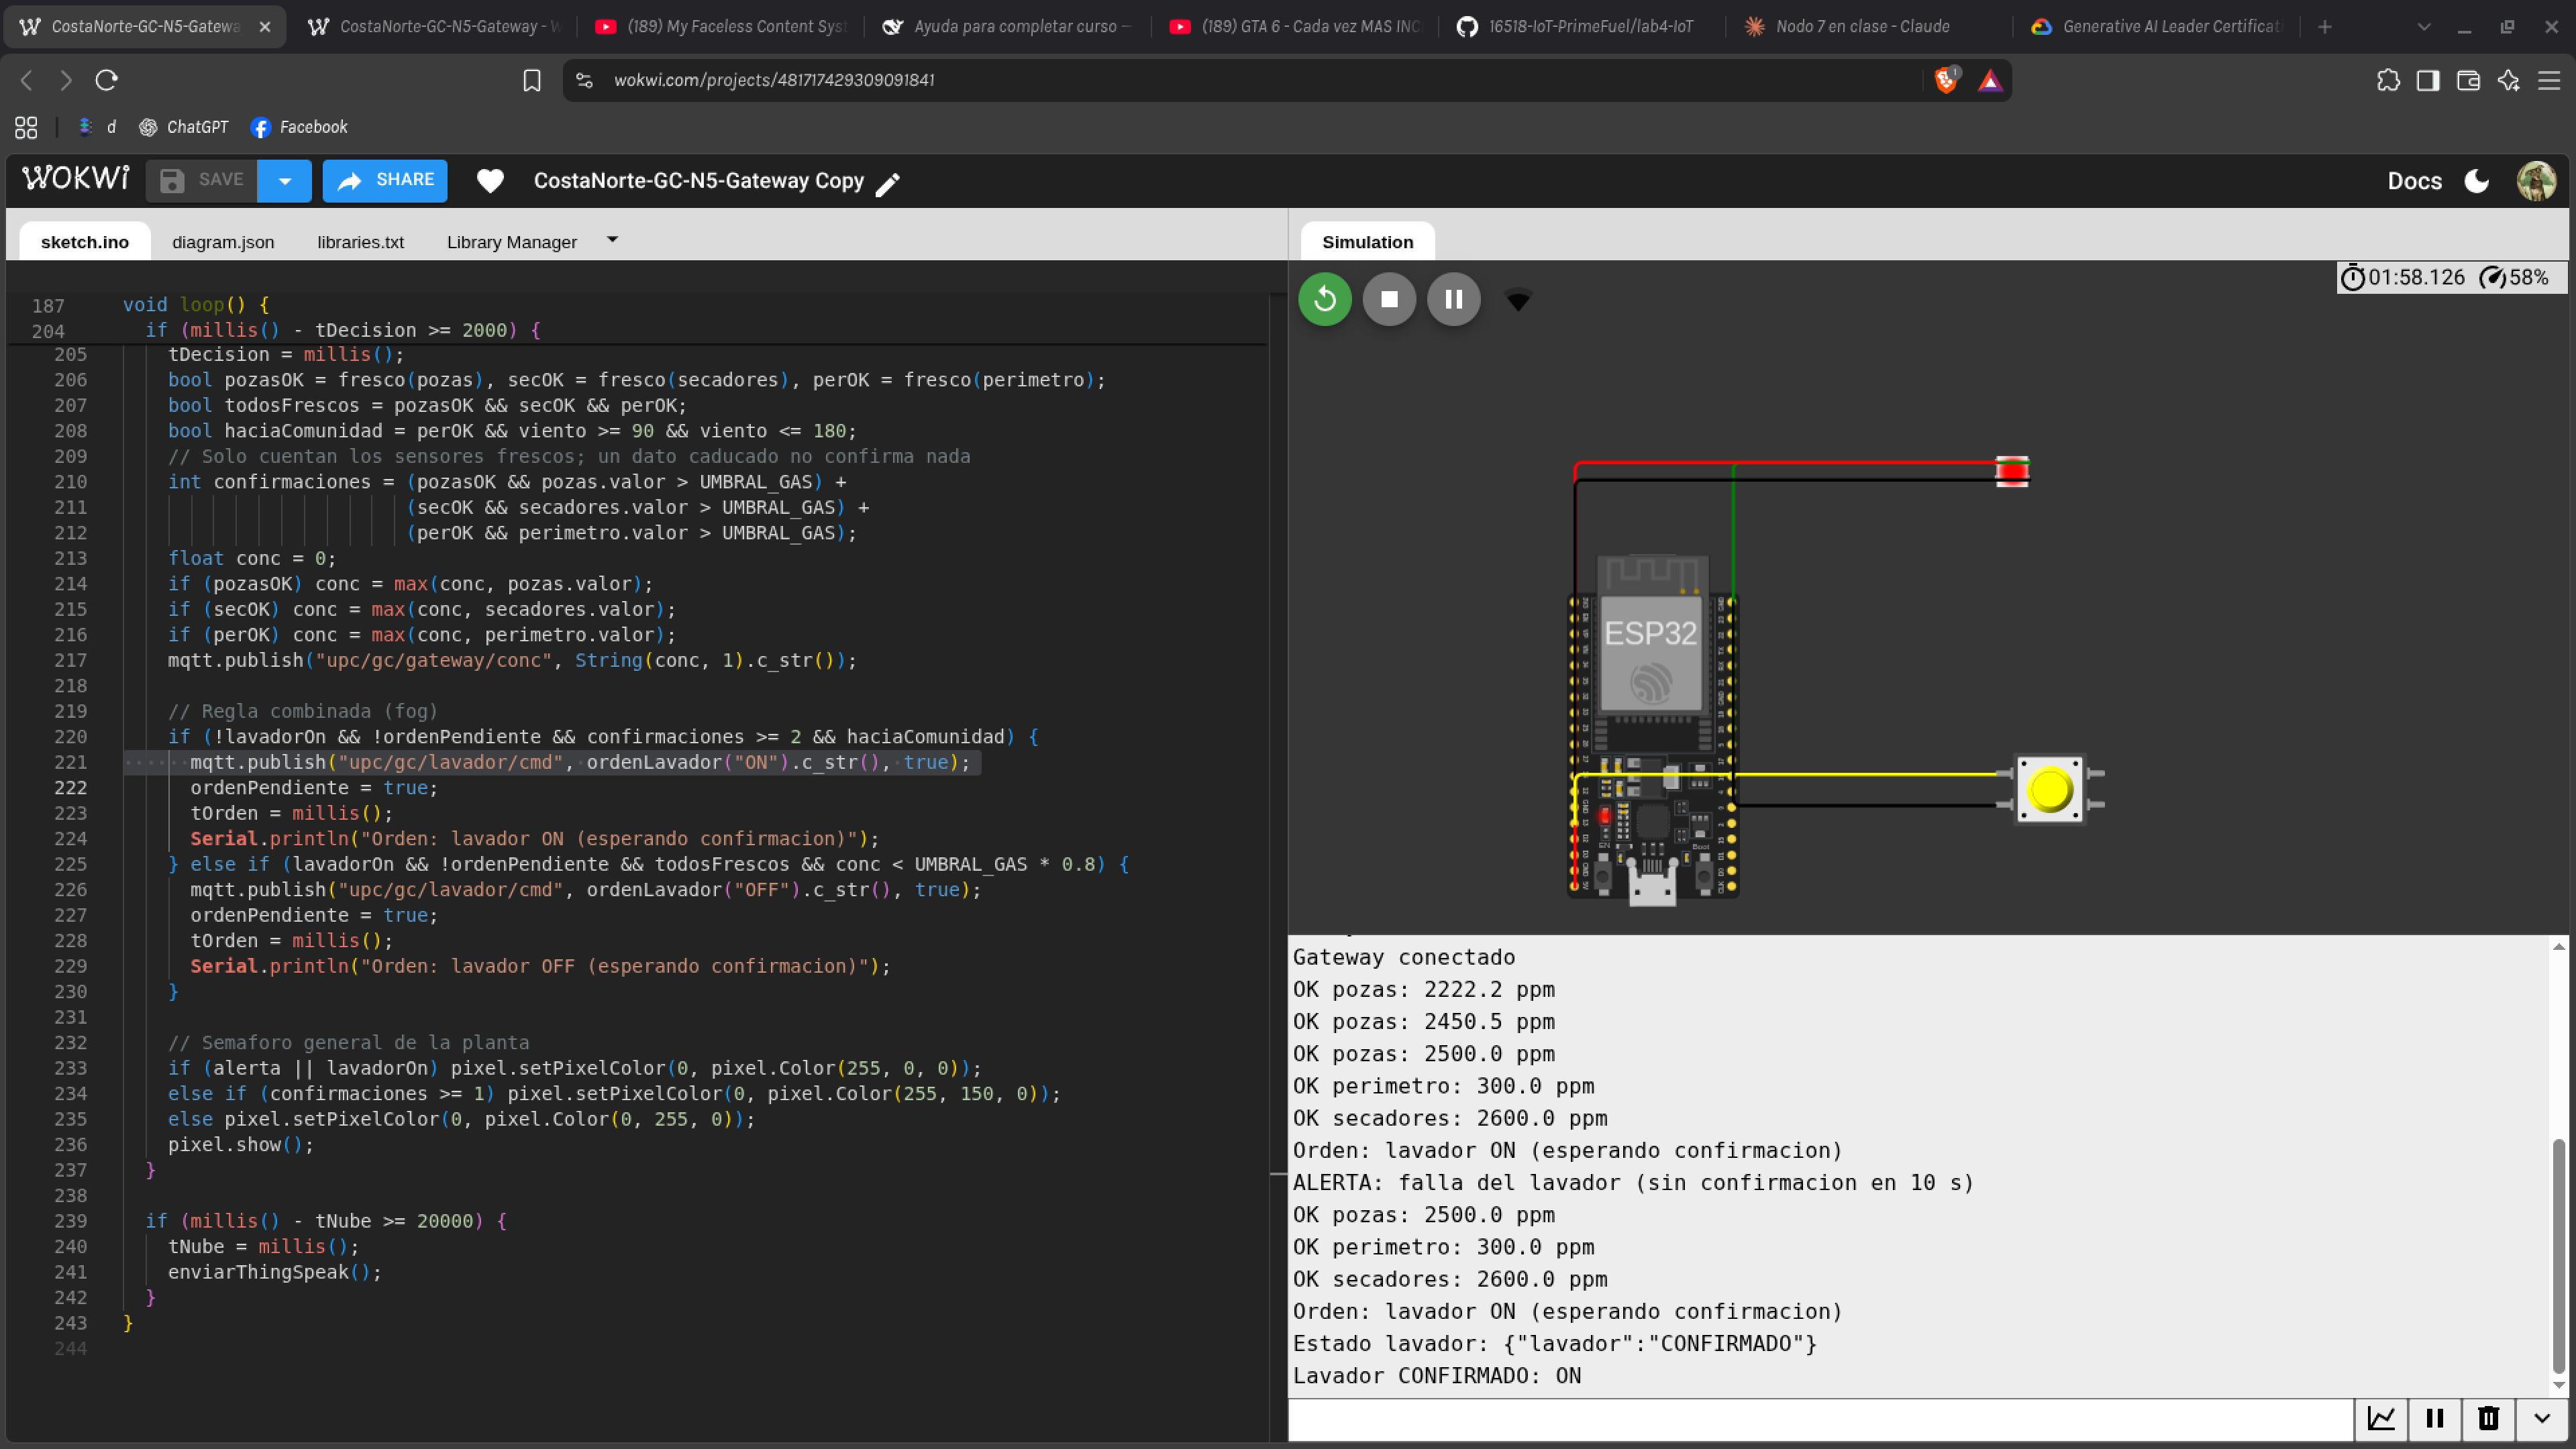 CostaNorte-GC-N5-Gatewa
CostaNorte-GC-N5-Gateway - W
(189) My Faceless Content Sys
Ayuda para completar curso —
(189) GTA 6 - Cada vez MAS INC
16518-IoT-PrimeFuel/lab4-IoT
Nodo 7 en clase - Claude
Generative AI Leader Certificati
wokwi.com/projects/481717429309091841
1
d
ChatGPT
Facebook
WOKWi
SAVE
SHARE
CostaNorte-GC-N5-Gateway Copy
Docs
sketch.ino
diagram.json
libraries.txt
Library Manager
Simulation
01:58.126
58%
187 void loop() {
204   if (millis() - tDecision >= 2000) {
205     tDecision = millis();
206     bool pozasOK = fresco(pozas), secOK = fresco(secadores), perOK = fresco(perimetro);
207     bool todosFrescos = pozasOK && secOK && perOK;
208     bool haciaComunidad = perOK && viento >= 90 && viento <= 180;
209     // Solo cuentan los sensores frescos; un dato caducado no confirma nada
210     int confirmaciones = (pozasOK && pozas.valor > UMBRAL_GAS) +
211                          (secOK && secadores.valor > UMBRAL_GAS) +
212                          (perOK && perimetro.valor > UMBRAL_GAS);
213     float conc = 0;
214     if (pozasOK) conc = max(conc, pozas.valor);
215     if (secOK) conc = max(conc, secadores.valor);
216     if (perOK) conc = max(conc, perimetro.valor);
217     mqtt.publish("upc/gc/gateway/conc", String(conc, 1).c_str());
218
219     // Regla combinada (fog)
220     if (!lavadorOn && !ordenPendiente && confirmaciones >= 2 && haciaComunidad) {
221       mqtt.publish("upc/gc/lavador/cmd", ordenLavador("ON").c_str(), true);
222       ordenPendiente = true;
223       tOrden = millis();
224       Serial.println("Orden: lavador ON (esperando confirmacion)");
225     } else if (lavadorOn && !ordenPendiente && todosFrescos && conc < UMBRAL_GAS * 0.8) {
226       mqtt.publish("upc/gc/lavador/cmd", ordenLavador("OFF").c_str(), true);
227       ordenPendiente = true;
228       tOrden = millis();
229       Serial.println("Orden: lavador OFF (esperando confirmacion)");
230     }
231
232     // Semaforo general de la planta
233     if (alerta || lavadorOn) pixel.setPixelColor(0, pixel.Color(255, 0, 0));
234     else if (confirmaciones >= 1) pixel.setPixelColor(0, pixel.Color(255, 150, 0));
235     else pixel.setPixelColor(0, pixel.Color(0, 255, 0));
236     pixel.show();
237   }
238
239   if (millis() - tNube >= 20000) {
240     tNube = millis();
241     enviarThingSpeak();
242   }
243 }
244
ESP32
EN
Boot
Gateway conectado
OK pozas: 2222.2 ppm
OK pozas: 2450.5 ppm
OK pozas: 2500.0 ppm
OK perimetro: 300.0 ppm
OK secadores: 2600.0 ppm
Orden: lavador ON (esperando confirmacion)
ALERTA: falla del lavador (sin confirmacion en 10 s)
OK pozas: 2500.0 ppm
OK perimetro: 300.0 ppm
OK secadores: 2600.0 ppm
Orden: lavador ON (esperando confirmacion)
Estado lavador: {"lavador":"CONFIRMADO"}
Lavador CONFIRMADO: ON